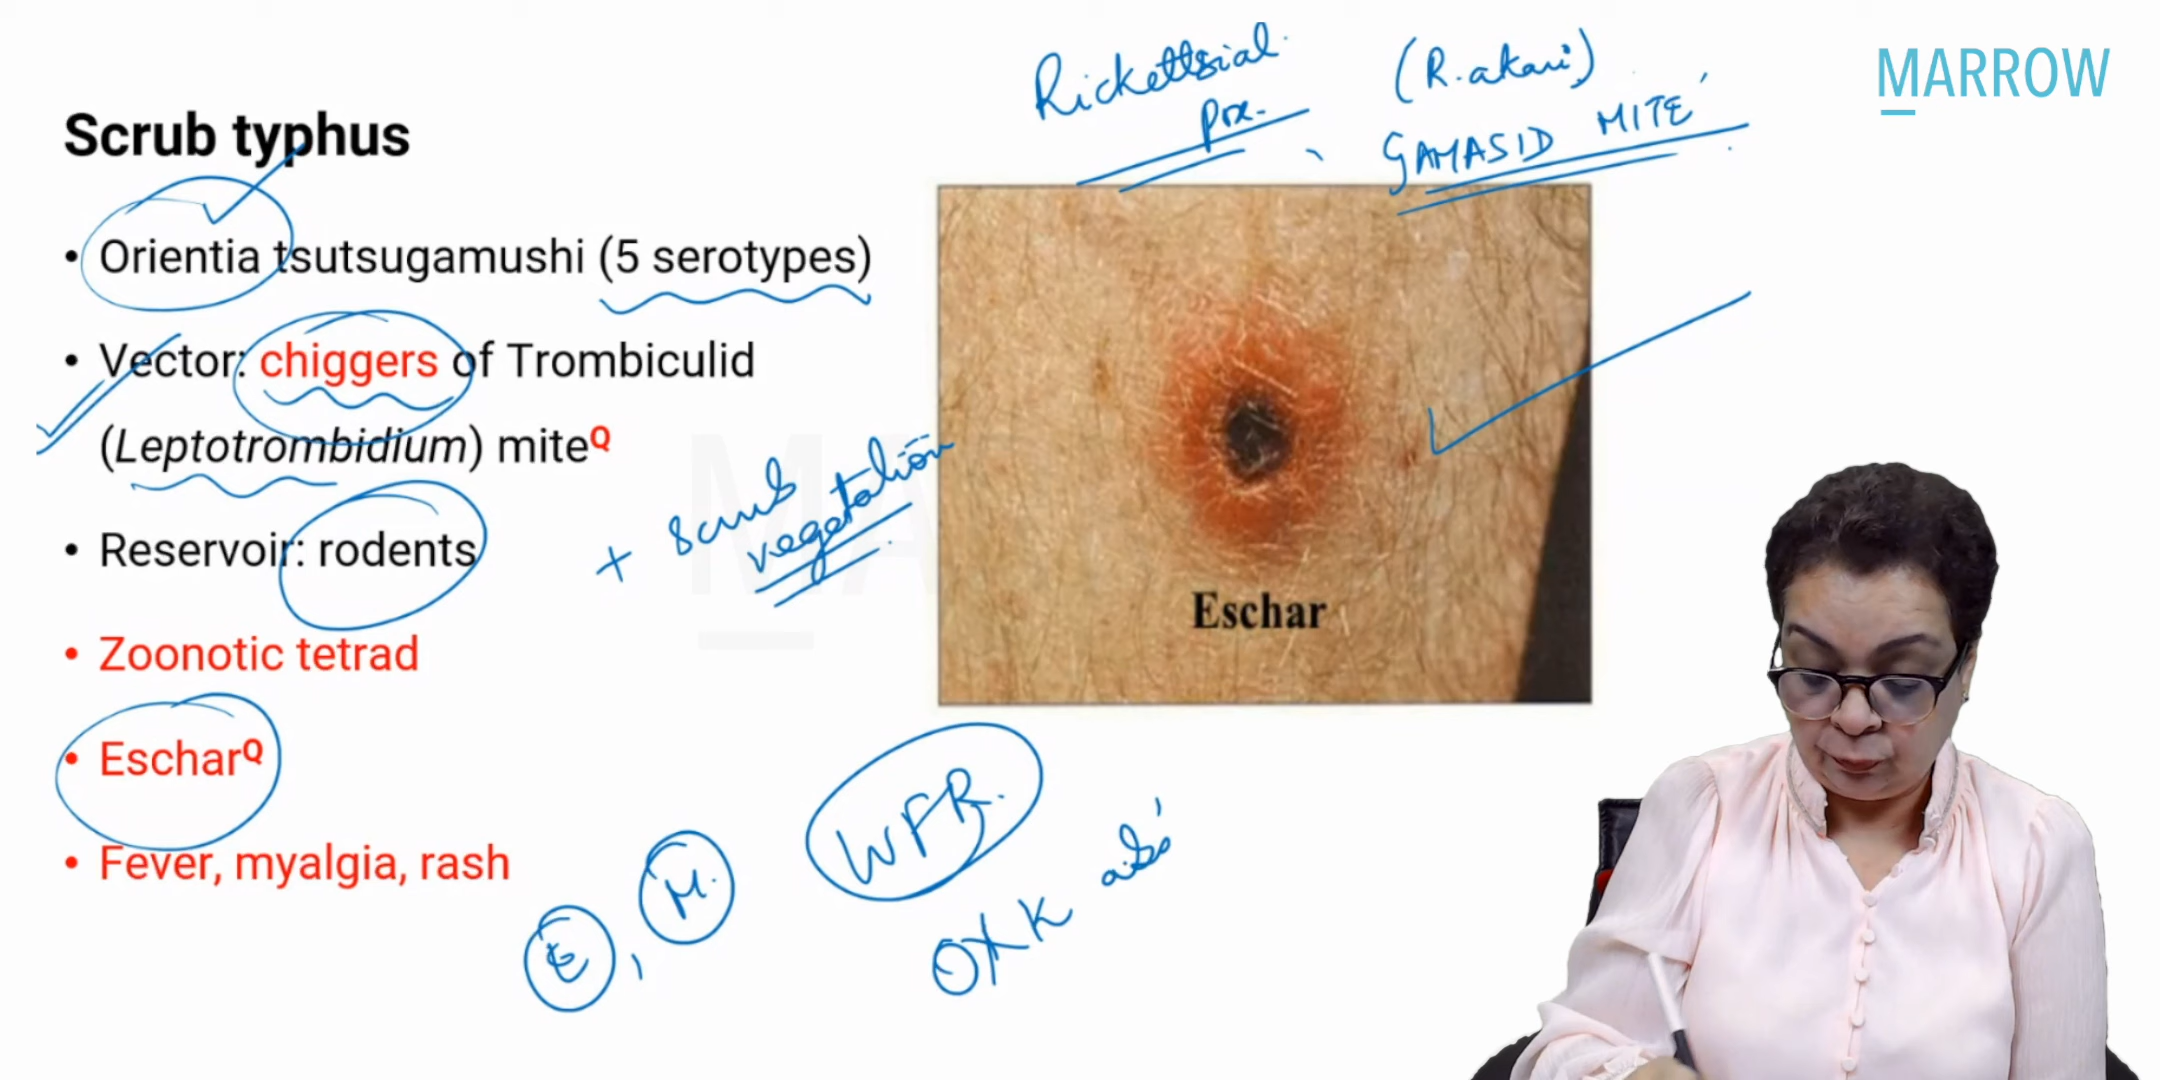 Rickettsial
pox.
(R.akari)
GAMASID MITE
MARROW
Scrub typhus
• Orientia tsutsugamushi (5 serotypes)
• Vector: chiggers of Trombiculid
(Leptotrombidium) miteQ
• Reservoir: rodents
+ scrub
vegetation
• Zoonotic tetrad
Eschar
• EscharQ
• Fever, myalgia, rash
E, M.
WFR.
OXK abs